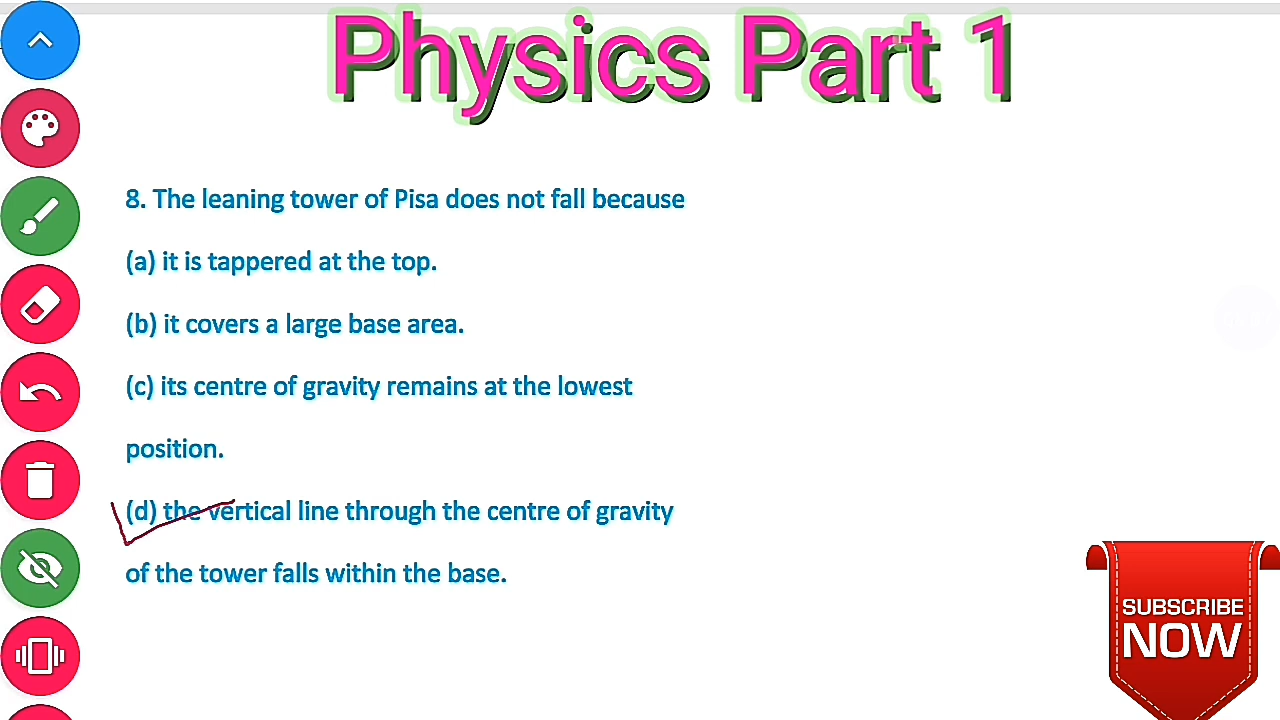 Physics Part 1
8. The leaning tower of Pisa does not fall because
(a) it is tappered at the top.
(b) it covers a large base area.
(c) its centre of gravity remains at the lowest
position.
(d) the vertical line through the centre of gravity
of the tower falls within the base.
SUBSCRIBE
NOW